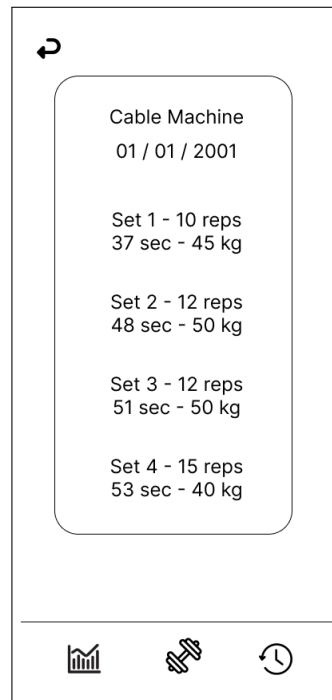 Cable Machine
01 / 01 / 2001
Set 1 - 10 reps
37 sec - 45 kg
Set 2 - 12 reps
48 sec - 50 kg
Set 3 - 12 reps
51 sec - 50 kg
Set 4 - 15 reps
53 sec - 40 kg